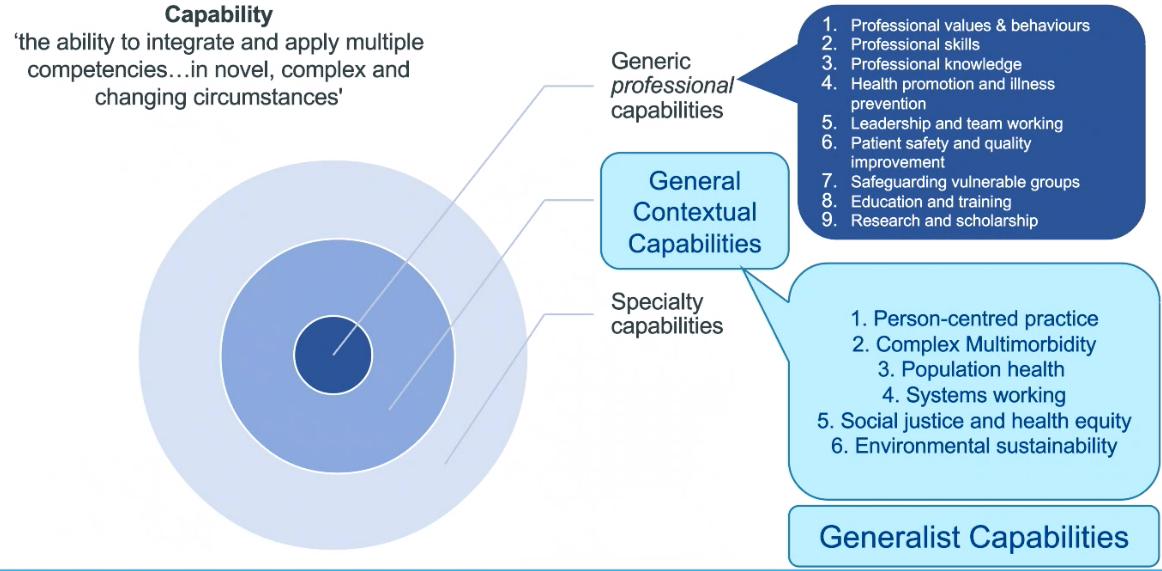 Capability
'the ability to integrate and apply multiple
competencies…in novel, complex and
changing circumstances'
Generic
professional
capabilities
1. Professional values & behaviours
2. Professional skills
3. Professional knowledge
4. Health promotion and illness
prevention
5. Leadership and team working
6. Patient safety and quality
improvement
7. Safeguarding vulnerable groups
8. Education and training
9. Research and scholarship
General
Contextual
Capabilities
Specialty
capabilities
1. Person-centred practice
2. Complex Multimorbidity
3. Population health
4. Systems working
5. Social justice and health equity
6. Environmental sustainability
Generalist Capabilities